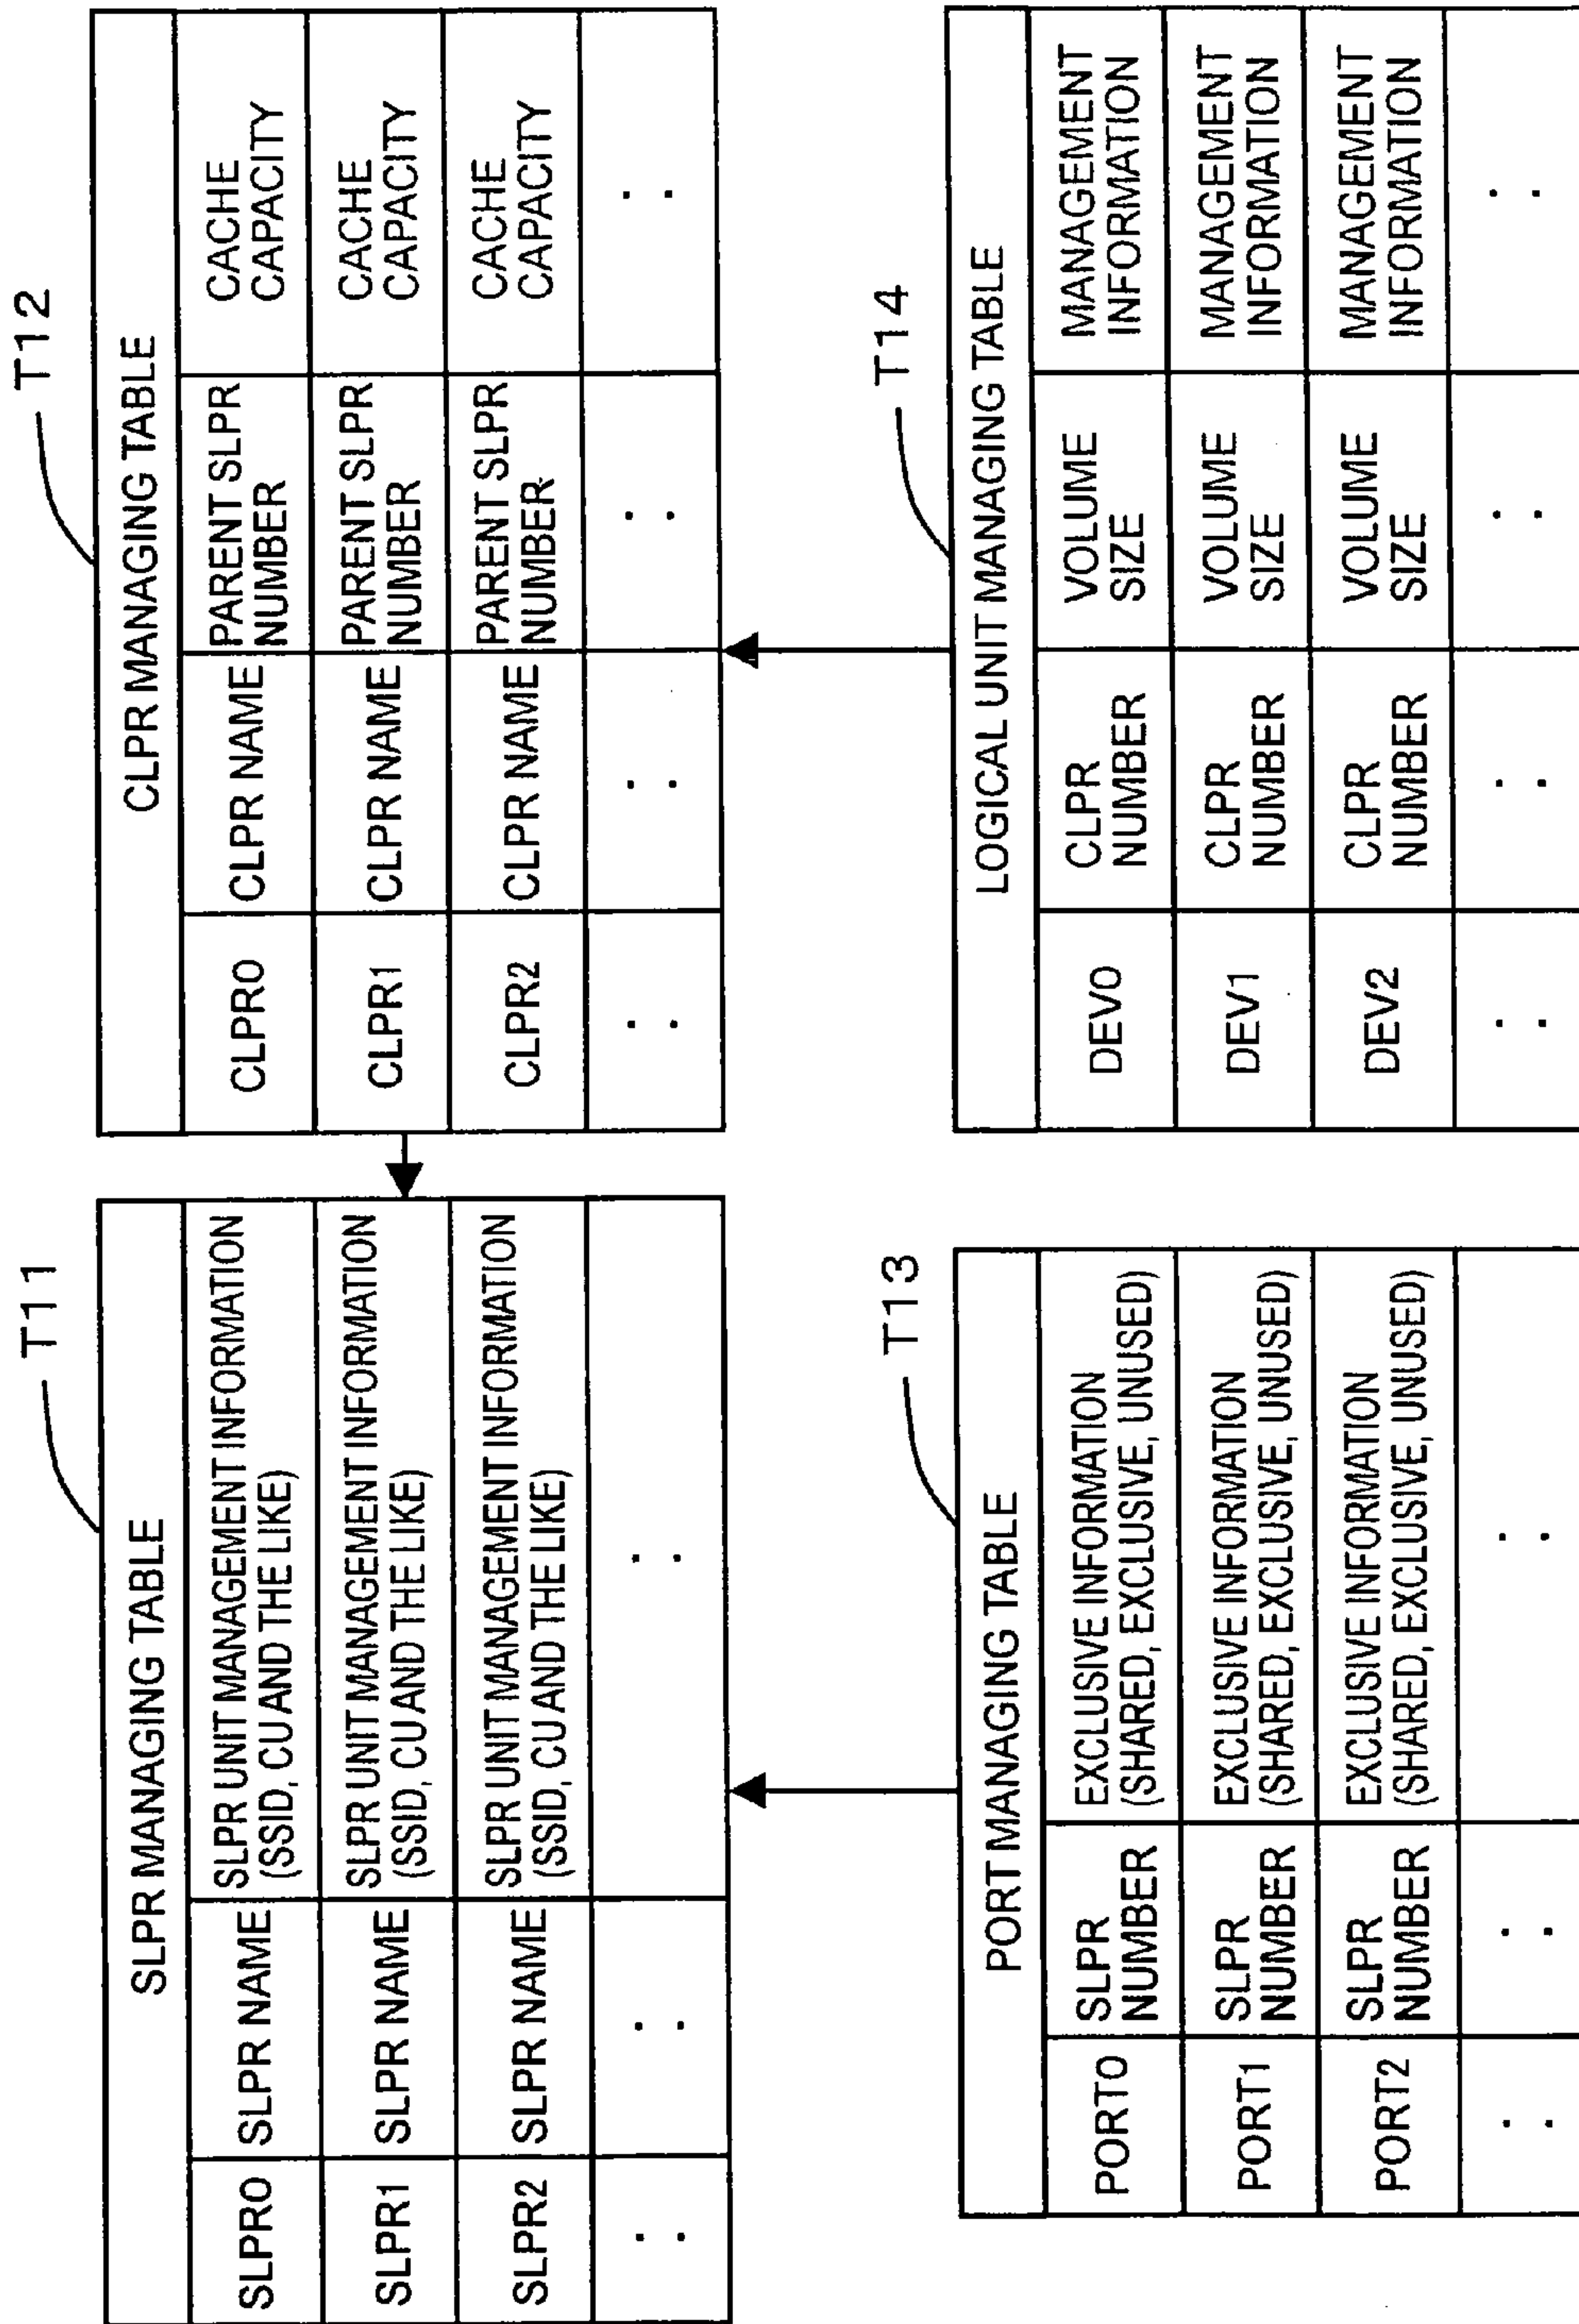 T11
SLPR MANAGING TABLE
SLPR0
SLPR NAME
SLPR UNIT MANAGEMENT INFORMATION
(SSID, CU AND THE LIKE)
SLPR1
SLPR NAME
SLPR UNIT MANAGEMENT INFORMATION
(SSID, CU AND THE LIKE)
SLPR2
SLPR NAME
SLPR UNIT MANAGEMENT INFORMATION
(SSID, CU AND THE LIKE)
: : :
T12
CLPR MANAGING TABLE
CLPR0
CLPR NAME
PARENT SLPR
NUMBER
CACHE
CAPACITY
CLPR1
CLPR NAME
PARENT SLPR
NUMBER
CACHE
CAPACITY
CLPR2
CLPR NAME
PARENT SLPR
NUMBER
CACHE
CAPACITY
: : : :
T13
PORT MANAGING TABLE
PORT0
SLPR
NUMBER
EXCLUSIVE INFORMATION
(SHARED, EXCLUSIVE, UNUSED)
PORT1
SLPR
NUMBER
EXCLUSIVE INFORMATION
(SHARED, EXCLUSIVE, UNUSED)
PORT2
SLPR
NUMBER
EXCLUSIVE INFORMATION
(SHARED, EXCLUSIVE, UNUSED)
: : :
T14
LOGICAL UNIT MANAGING TABLE
DEV0
CLPR
NUMBER
VOLUME
SIZE
MANAGEMENT
INFORMATION
DEV1
CLPR
NUMBER
VOLUME
SIZE
MANAGEMENT
INFORMATION
DEV2
CLPR
NUMBER
VOLUME
SIZE
MANAGEMENT
INFORMATION
: : : :